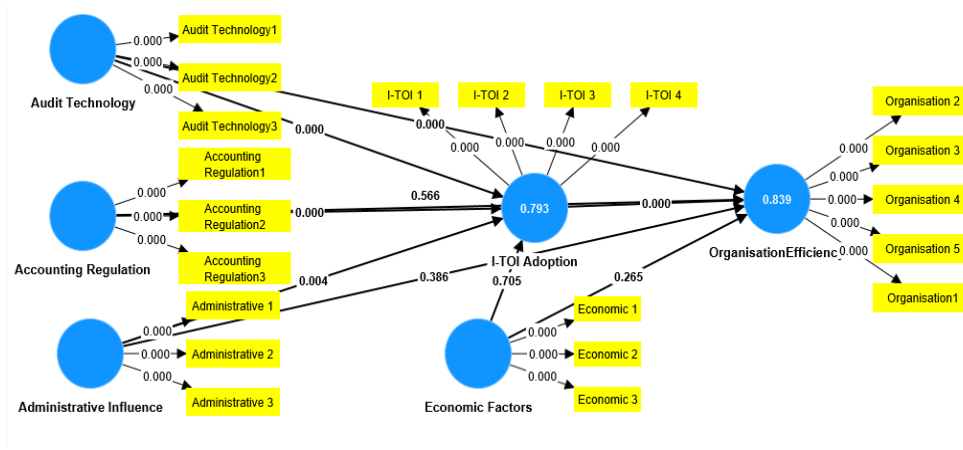 Audit Technology1
0.000
0.000
Audit Technology2
0.000
Audit Technology
Audit Technology3
0.000
I-TOI 1
I-TOI 2
I-TOI 3
I-TOI 4
0.000
0.000
0.000
0.000
0.000
Organisation 2
0.000
Organisation 3
0.000
Organisation 4
0.000
Organisation 5
0.000
0.000
Organisation1
Accounting
Regulation1
0.000
0.000
Accounting
Regulation2
0.000
0.566
0.000
Accounting
Regulation3
Accounting Regulation
0.793
I-TOI Adoption
0.000
0.839
OrganisationEfficienc
0.004
0.386
0.705
0.265
Administrative 1
0.000
0.000
Administrative 2
0.000
Administrative 3
Administrative Influence
Economic 1
0.000
0.000
Economic 2
0.000
Economic 3
Economic Factors